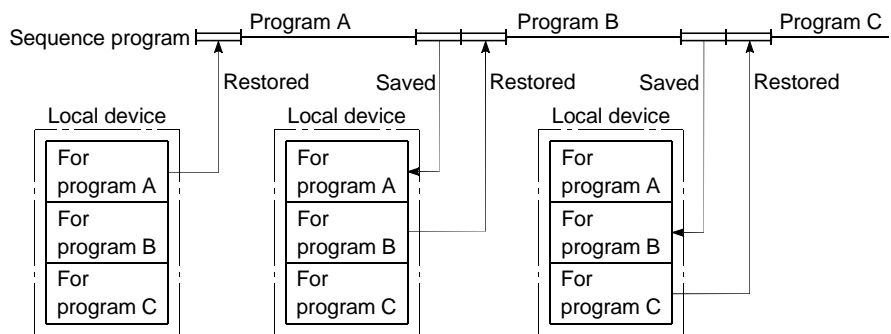 Program A
Program B
Program C
Sequence program
Restored
Saved
Restored
Saved
Restored
Local device
For
program A
For
program B
For
program C
Local device
For
program A
For
program B
For
program C
Local device
For
program A
For
program B
For
program C